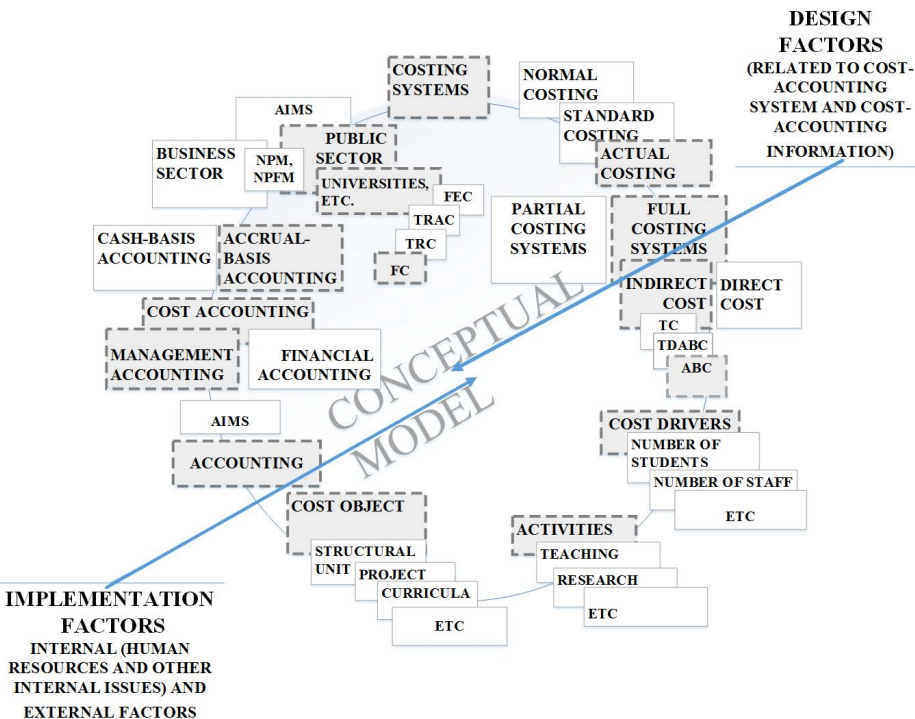 DESIGN
FACTORS
(RELATED TO COST-
ACCOUNTING
SYSTEM AND COST-
ACCOUNTING
INFORMATION)
COSTING
SYSTEMS
NORMAL
COSTING
STANDARD
COSTING
ACTUAL
COSTING
AIMS
PUBLIC
SECTOR
BUSINESS
SECTOR
NPM,
NPFM
UNIVERSITIES,
ETC.
FEC
TRAC
TRC
FC
PARTIAL
COSTING
SYSTEMS
FULL
COSTING
SYSTEMS
INDIRECT
COST
DIRECT
COST
TC
TDABC
ABC
CASH-BASIS
ACCOUNTING
ACCRUAL-
BASIS
ACCOUNTING
COST ACCOUNTING
MANAGEMENT
ACCOUNTING
FINANCIAL
ACCOUNTING
CONCEPTUAL
MODEL
AIMS
ACCOUNTING
COST DRIVERS
NUMBER OF
STUDENTS
NUMBER OF STAFF
ETC
COST OBJECT
STRUCTURAL
UNIT
PROJECT
CURRICULA
ETC
ACTIVITIES
TEACHING
RESEARCH
ETC
IMPLEMENTATION
FACTORS
INTERNAL (HUMAN
RESOURCES AND OTHER
INTERNAL ISSUES) AND
EXTERNAL FACTORS